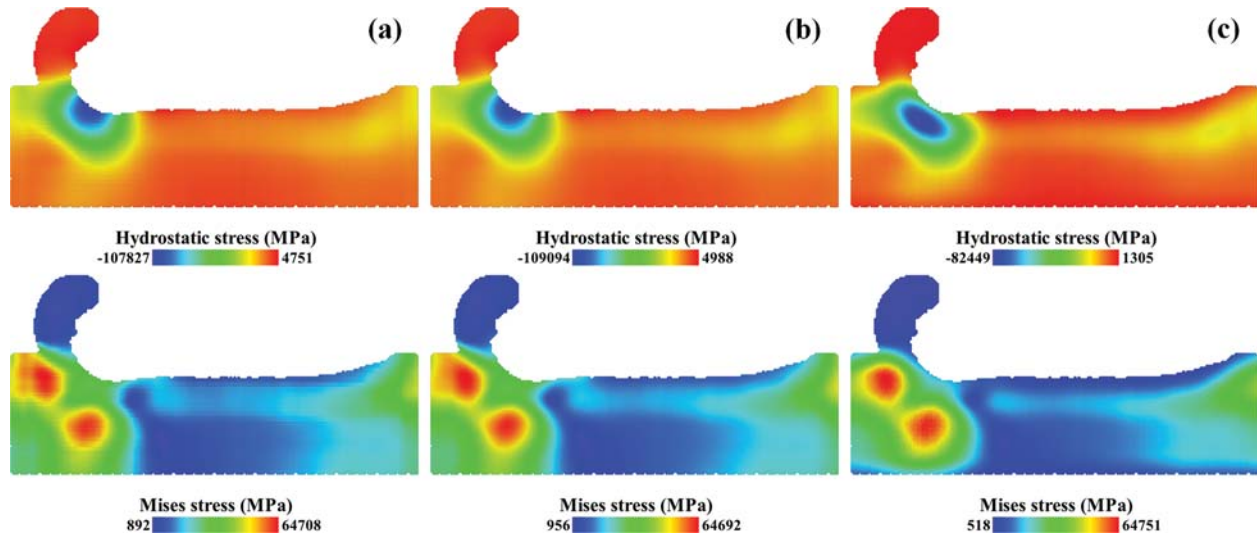 (a) (b) (c)
Hydrostatic stress (MPa) Hydrostatic stress (MPa) Hydrostatic stress (MPa)
-107827 4751 -109094 4988 -82449 1305
Mises stress (MPa) Mises stress (MPa) Mises stress (MPa)
892 64708 956 64692 518 64751